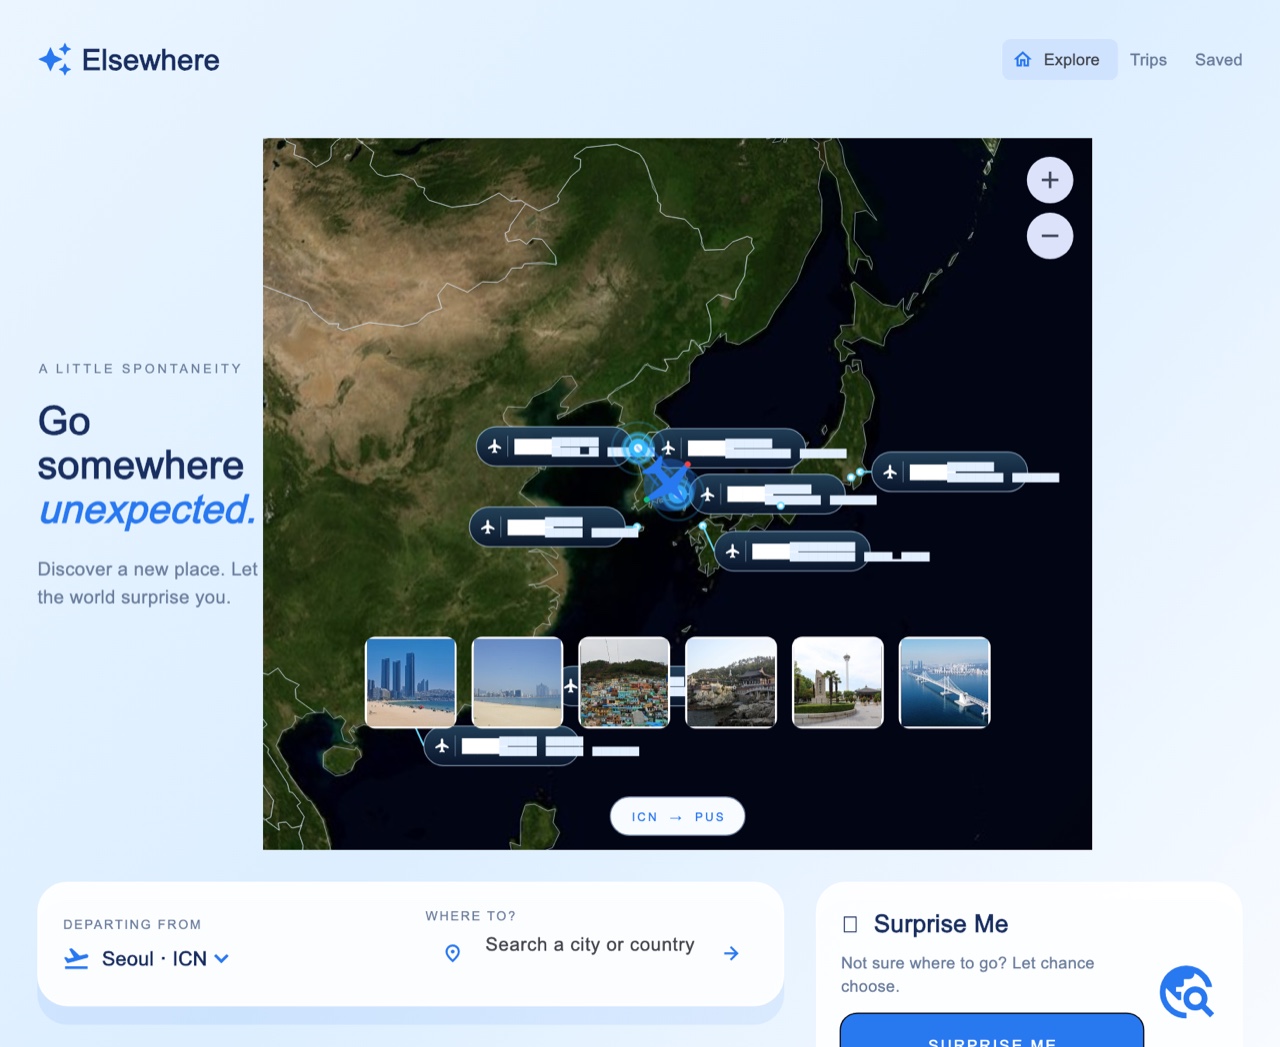 Elsewhere
Explore
Trips
Saved
A LITTLE SPONTANEITY
Go
somewhere
unexpected.
Discover a new place. Let
the world surprise you.
ICN → PUS
DEPARTING FROM
Seoul · ICN
WHERE TO?
Search a city or country
Surprise Me
Not sure where to go? Let chance
choose.
SURPRISE ME